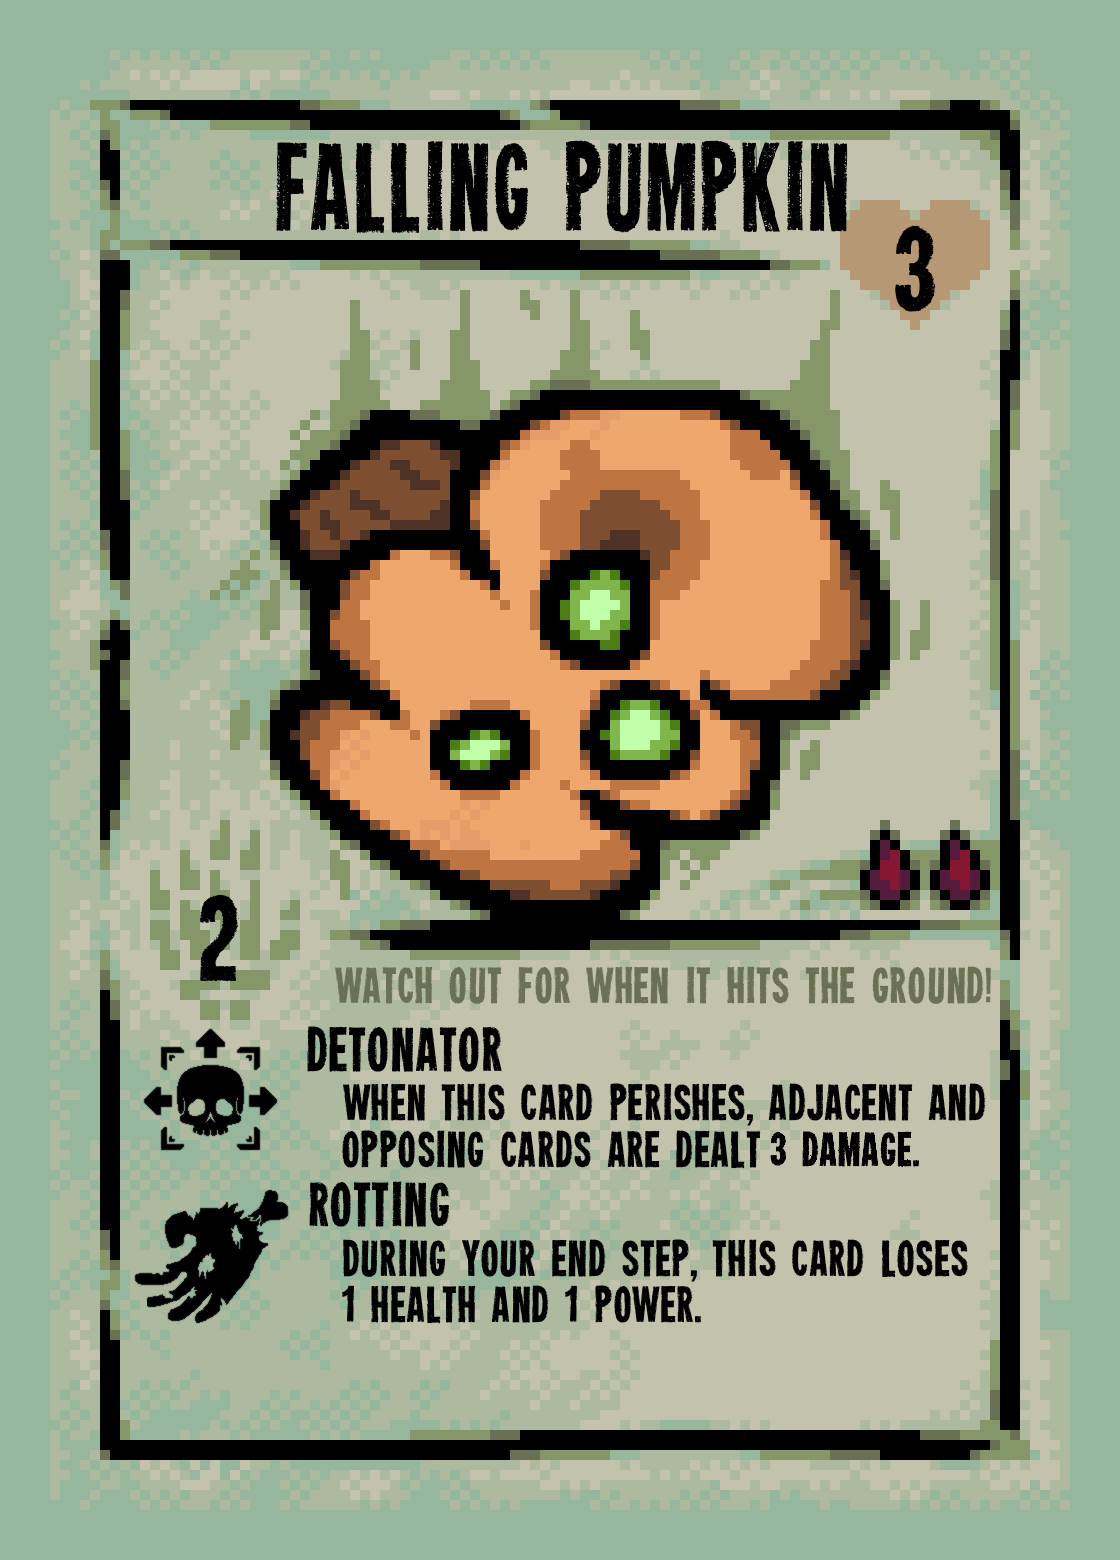 FALLING PUMPKIN
3
2
WATCH OUT FOR WHEN IT HITS THE GROUND!
DETONATOR
WHEN THIS CARD PERISHES, ADJACENT AND
OPPOSING CARDS ARE DEALT 3 DAMAGE.
ROTTING
DURING YOUR END STEP, THIS CARD LOSES
1 HEALTH AND 1 POWER.